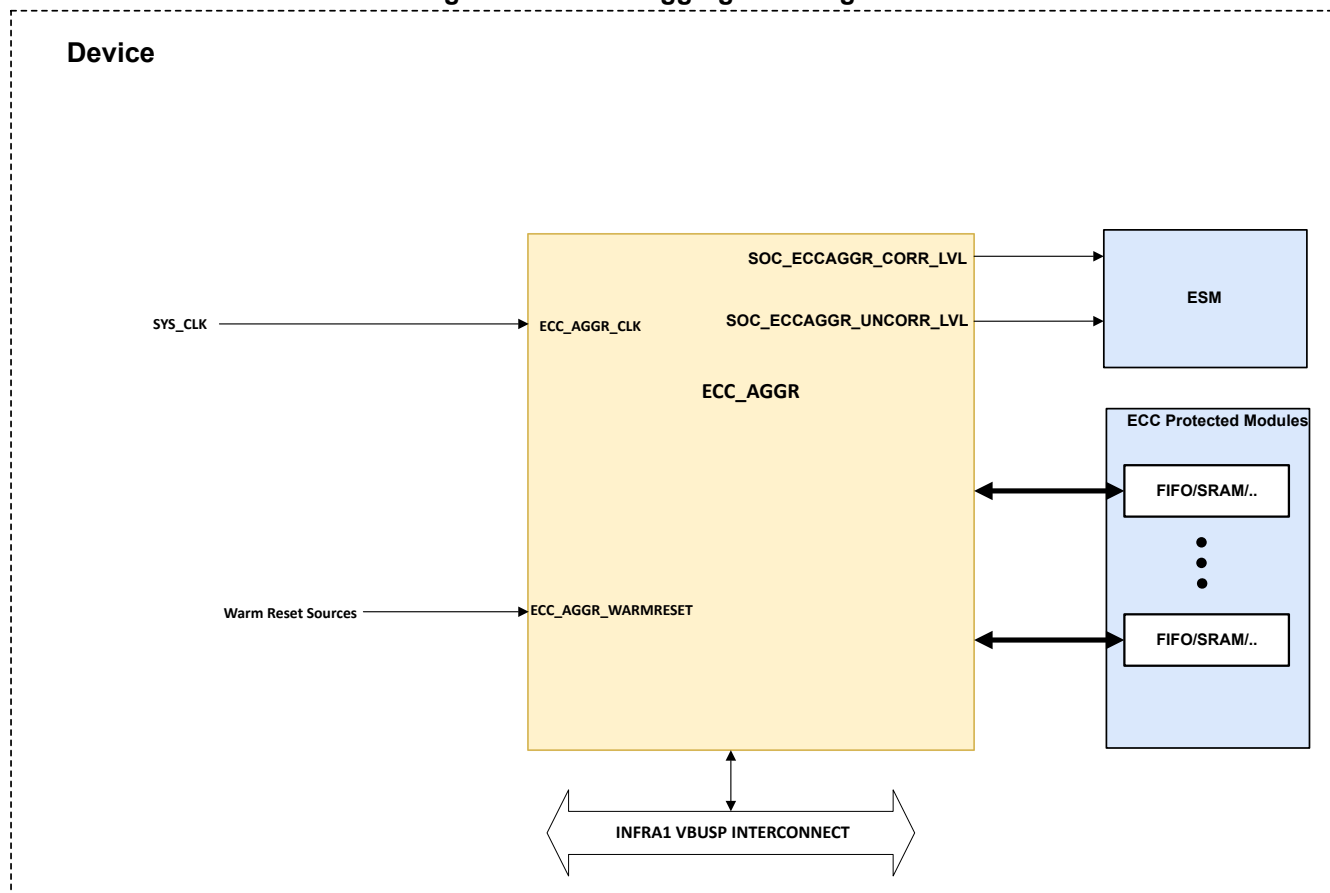 Device
SOC_ECCAGGR_CORR_LVL
ESM
SYS_CLK
ECC_AGGR_CLK
SOC_ECCAGGR_UNCORR_LVL
ECC_AGGR
ECC Protected Modules
FIFO/SRAM/..
Warm Reset Sources
ECC_AGGR_WARMRESET
FIFO/SRAM/..
INFRA1 VBUSP INTERCONNECT